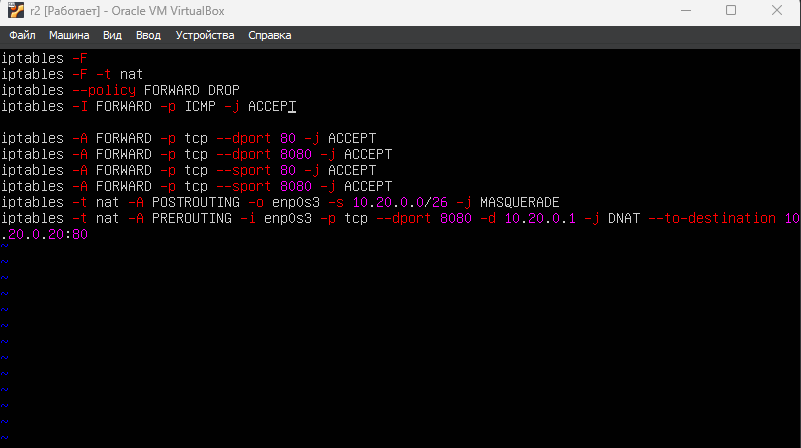 r2 [Работает] - Oracle VM VirtualBox
Файл Машина Вид Ввод Устройства Справка
iptables -F
iptables -F -t nat
iptables --policy FORWARD DROP
iptables -I FORWARD -p ICMP -j ACCEPT
iptables -A FORWARD -p tcp --dport 80 -j ACCEPT
iptables -A FORWARD -p tcp --dport 8080 -j ACCEPT
iptables -A FORWARD -p tcp --sport 80 -j ACCEPT
iptables -A FORWARD -p tcp --sport 8080 -j ACCEPT
iptables -t nat -A POSTROUTING -o enp0s3 -s 10.20.0.0/26 -j MASQUERADE
iptables -t nat -A PREROUTING -i enp0s3 -p tcp --dport 8080 -d 10.20.0.1 -j DNAT --to-destination 10
.20.0.20:80
~
~
~
~
~
~
~
~
~
~
~
~
~